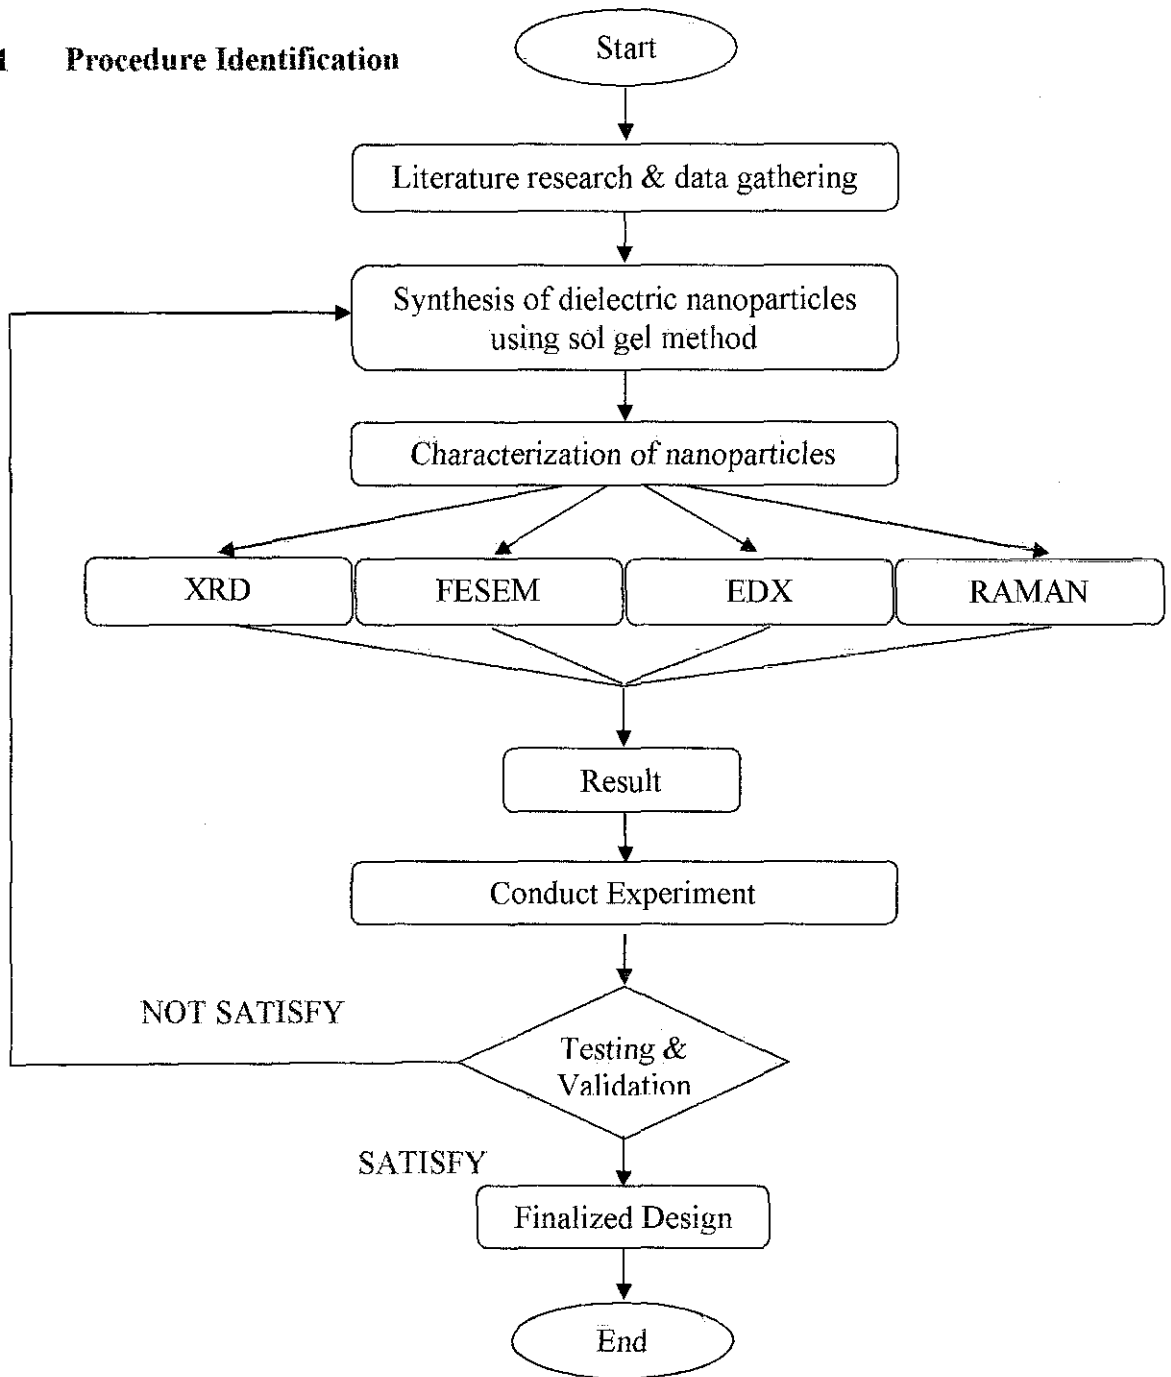 1 Procedure Identification
Start
Literature research & data gathering
Synthesis of dielectric nanoparticles
using sol gel method
Characterization of nanoparticles
XRD FESEM EDX RAMAN
Result
Conduct Experiment
NOT SATISFY
Testing &
Validation
SATISFY
Finalized Design
End